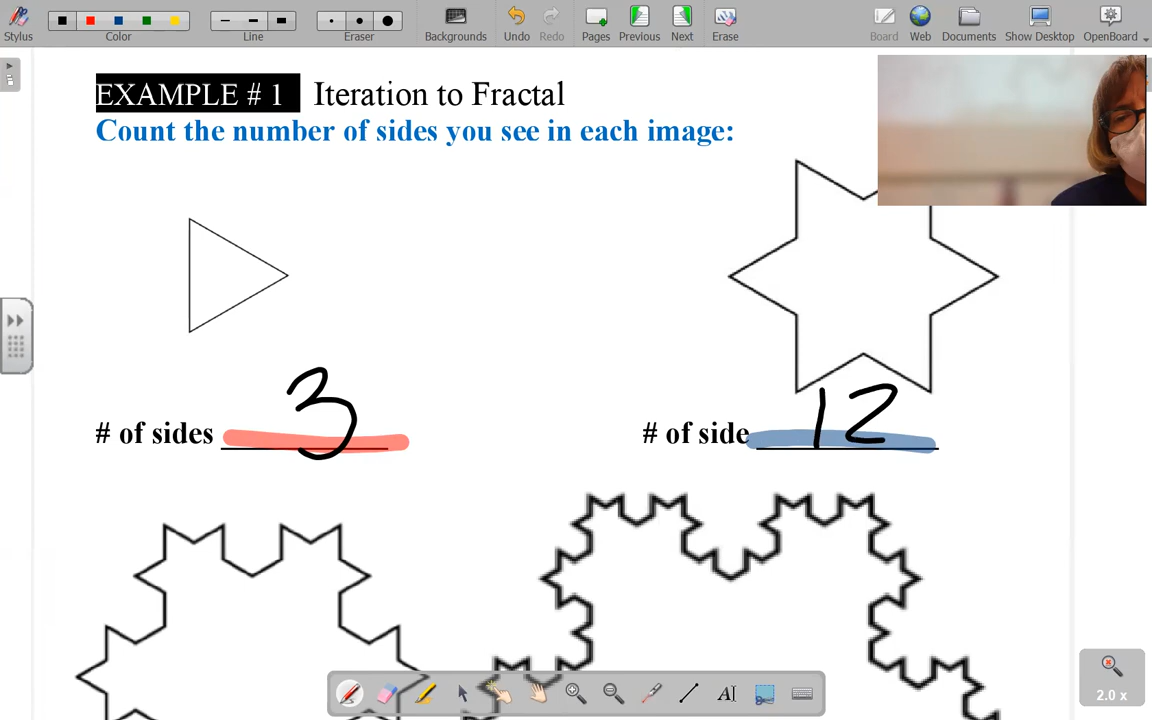 Stylus Color Line Eraser Backgrounds Undo Redo Pages Previous Next Erase Board Web Documents Show Desktop OpenBoard
EXAMPLE # 1 Iteration to Fractal
Count the number of sides you see in each image:
# of sides 3
# of side 12
2.0 x